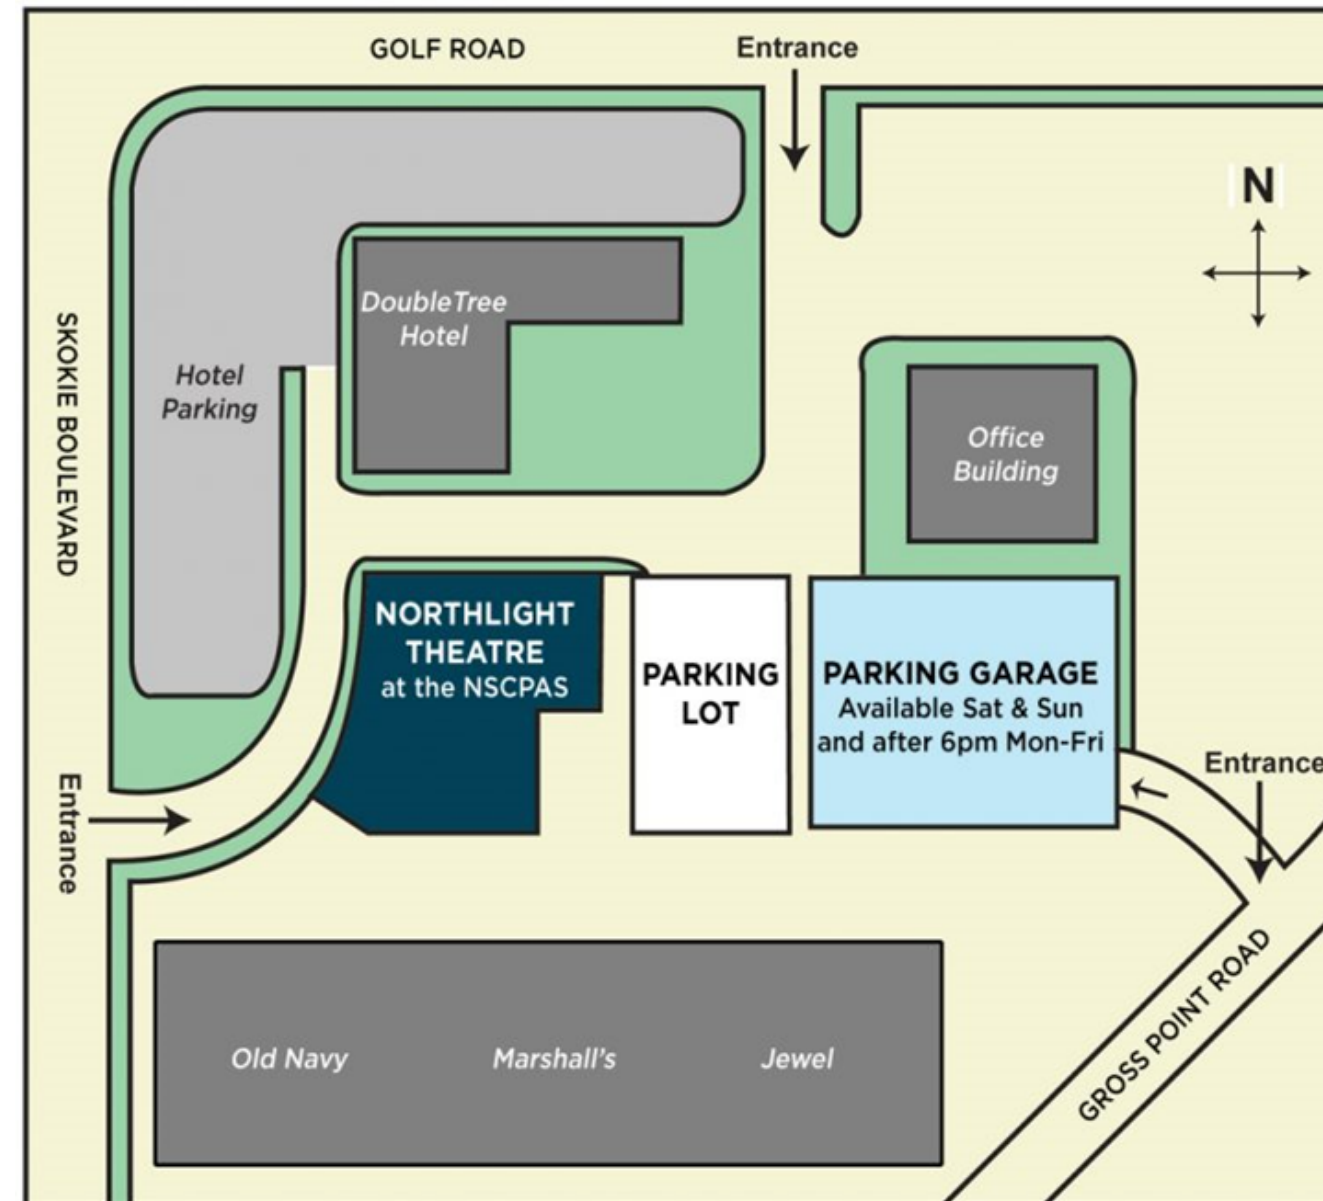 GOLF ROAD
Entrance
N
DoubleTree
Hotel
SKOKIE BOULEVARD
Hotel
Parking
Office
Building
NORTHLIGHT
THEATRE
at the NSCPAS
PARKING
LOT
PARKING GARAGE
Available Sat & Sun
and after 6pm Mon-Fri
Entrance
Entrance
GROSS POINT ROAD
Old Navy
Marshall's
Jewel